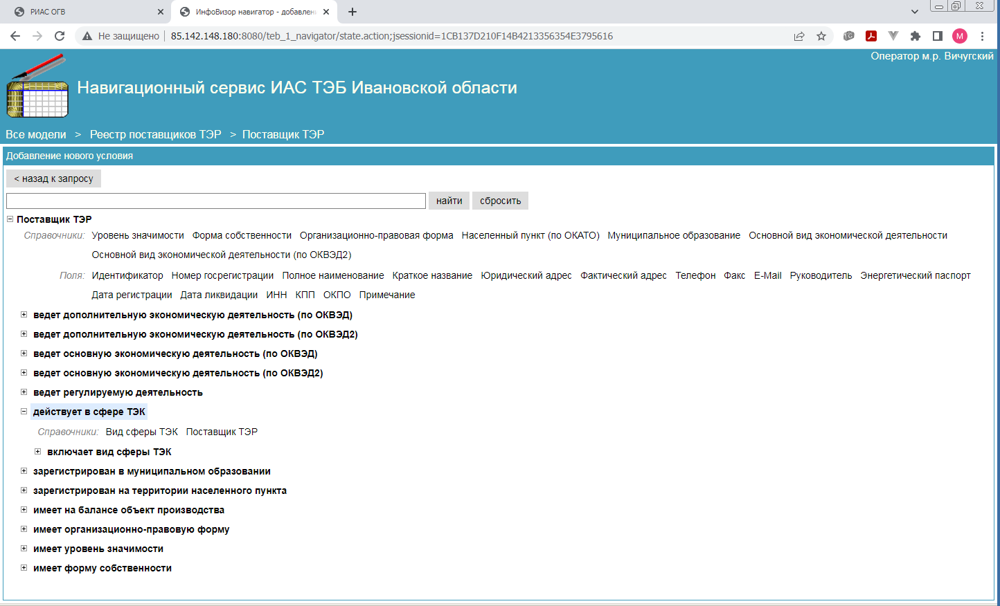 РИАС ОГВ
ИнфоВизор навигатор - добавлени
Не защищено
85.142.148.180:8080/teb_1_navigator/state.action;jsessionid=1CB137D210F14B4213356354E3795616
M
Оператор м.р. Вичугский
Навигационный сервис ИАС ТЭБ Ивановской области
Все модели > Реестр поставщиков ТЭР > Поставщик ТЭР
Добавление нового условия
< назад к запросу
найти сбросить
Поставщик ТЭР
Справочники: Уровень значимости Форма собственности Организационно-правовая форма Населенный пункт (по ОКАТО) Муниципальное образование Основной вид экономической деятельности
Основной вид экономической деятельности (по ОКВЭД2)
Поля: Идентификатор Номер госрегистрации Полное наименование Краткое название Юридический адрес Фактический адрес Телефон Факс E-Mail Руководитель Энергетический паспорт
Дата регистрации Дата ликвидации ИНН КПП ОКПО Примечание
ведет дополнительную экономическую деятельность (по ОКВЭД)
ведет дополнительную экономическую деятельность (по ОКВЭД2)
ведет основную экономическую деятельность (по ОКВЭД)
ведет основную экономическую деятельность (по ОКВЭД2)
ведет регулируемую деятельность
действует в сфере ТЭК
Справочники: Вид сферы ТЭК Поставщик ТЭР
включает вид сферы ТЭК
зарегистрирован в муниципальном образовании
зарегистрирован на территории населенного пункта
имеет на балансе объект производства
имеет организационно-правовую форму
имеет уровень значимости
имеет форму собственности